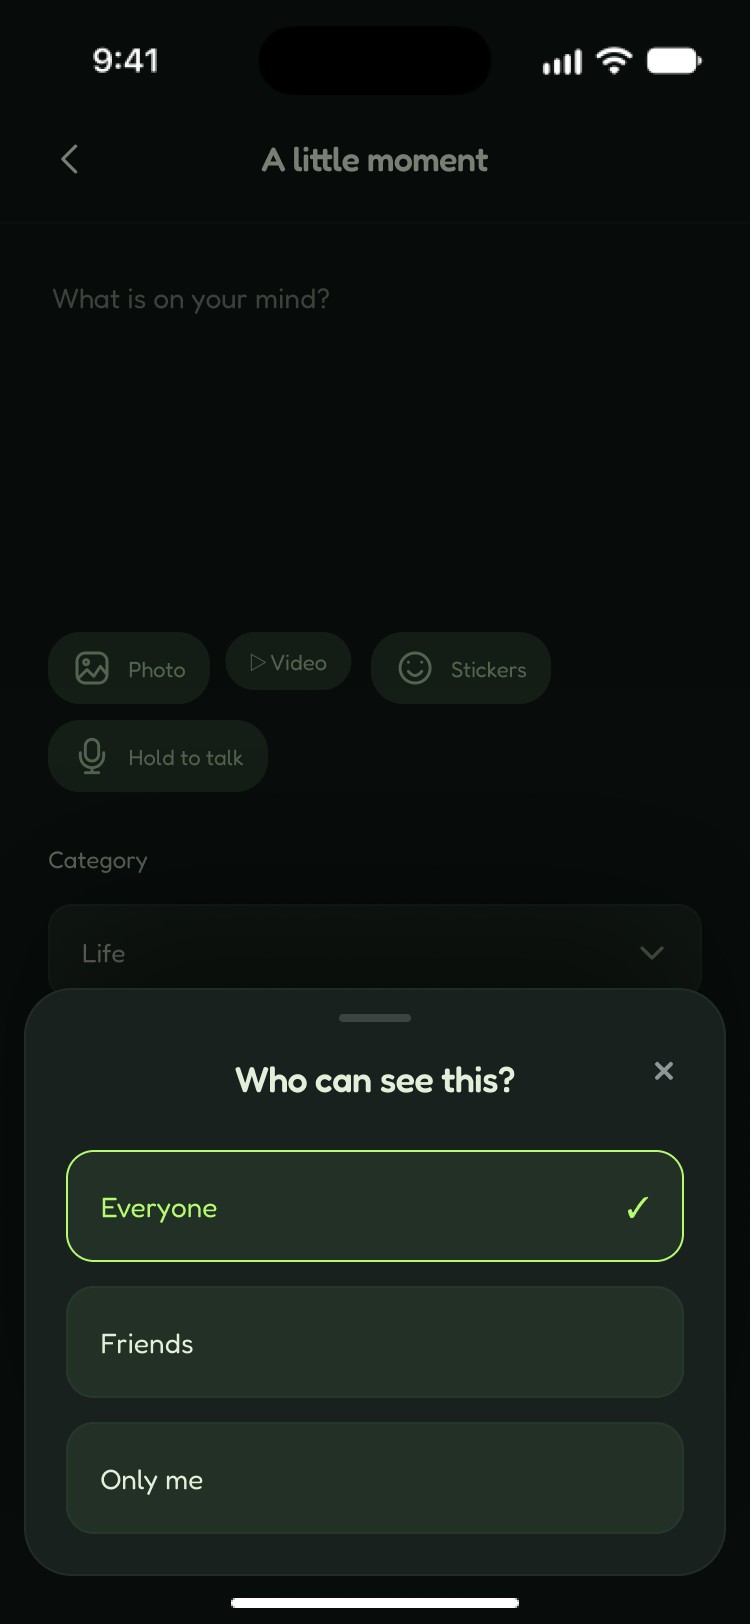 9:41
A little moment
What is on your mind?
Photo
Video
Stickers
Hold to talk
Category
Life
Who can see this?
Everyone
Friends
Only me